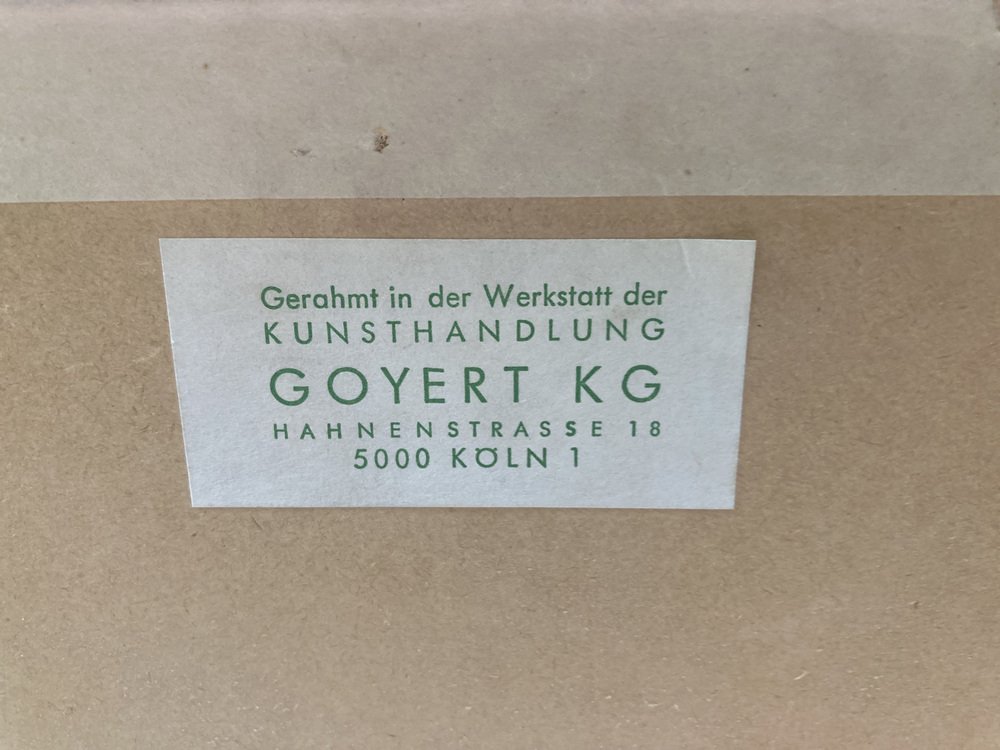 Gerahmt in der Werkstatt der
KUNSTHANDLUNG
GOYERT KG
HAHNENSTRASSE 18
5000 KÖLN 1